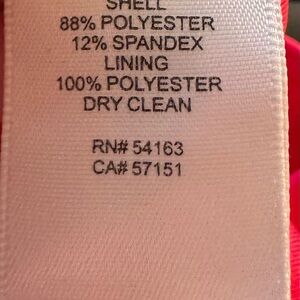 SHELL
88% POLYESTER
12% SPANDEX
LINING
100% POLYESTER
DRY CLEAN
RN# 54163
CA# 57151